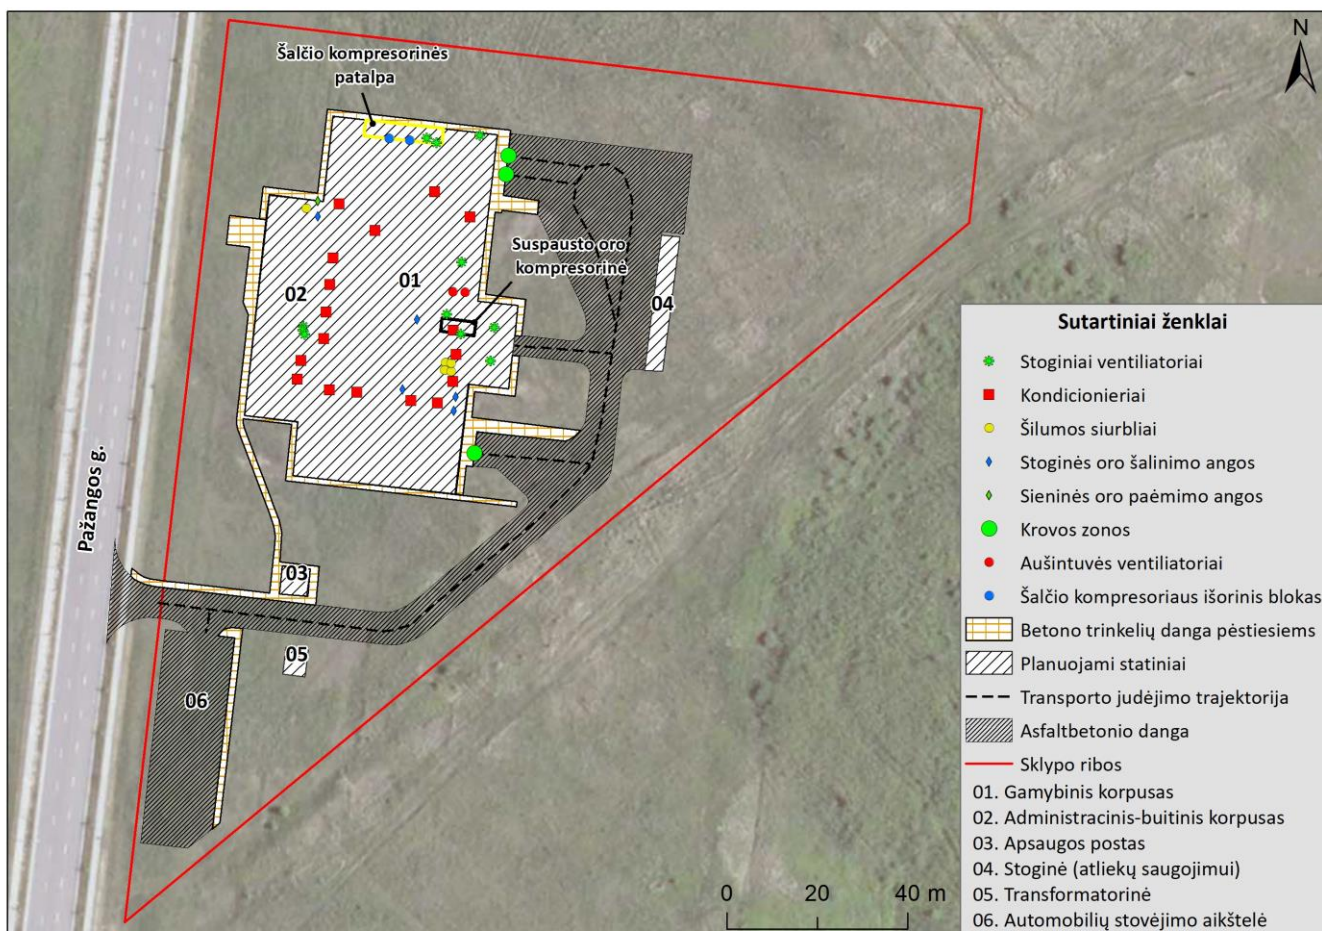 N
Šalčio kompresorinės
patalpa
Suspausto oro
kompresorinė
01
02
04
03
05
06
Pažangos g.
0 20 40 m
Sutartiniai ženklai
Stoginiai ventiliatoriai
Kondicionieriai
Šilumos siurbliai
Stoginės oro šalinimo angos
Sieninės oro paėmimo angos
Krovos zonos
Aušintuvės ventiliatoriai
Šalčio kompresoriaus išorinis blokas
Betono trinkelių danga pėstiesiems
Planuojami statiniai
Transporto judėjimo trajektorija
Asfaltbetonio danga
Sklypo ribos
01. Gamybinis korpusas
02. Administracinis-buitinis korpusas
03. Apsaugos postas
04. Stoginė (atliekų saugojimui)
05. Transformatorinė
06. Automobilių stovėjimo aikštelė